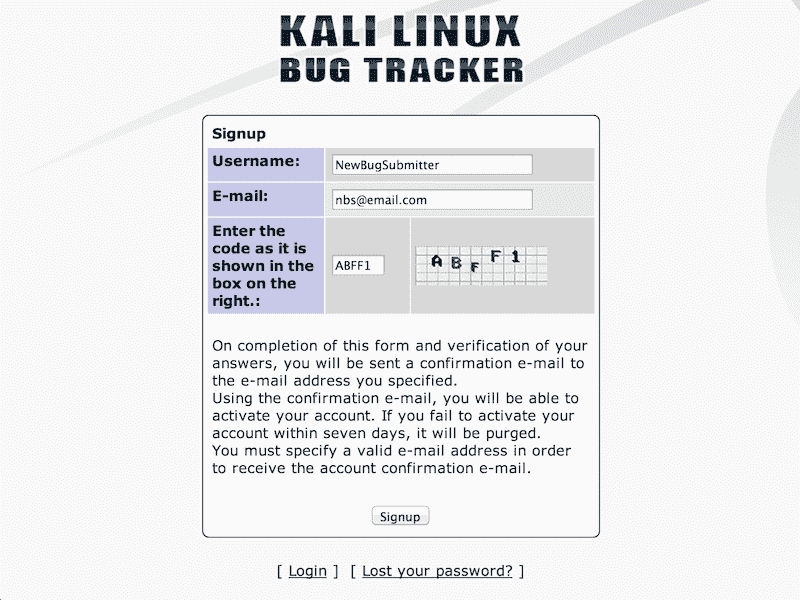 KALI LINUX
BUG TRACKER
Signup
Username:
NewBugSubmitter
E-mail:
nbs@email.com
Enter the
code as it is
shown in the
box on the
right.:
ABFF1
A B F F 1
On completion of this form and verification of your
answers, you will be sent a confirmation e-mail to
the e-mail address you specified.
Using the confirmation e-mail, you will be able to
activate your account. If you fail to activate your
account within seven days, it will be purged.
You must specify a valid e-mail address in order
to receive the account confirmation e-mail.
Signup
[ Login ] [ Lost your password? ]